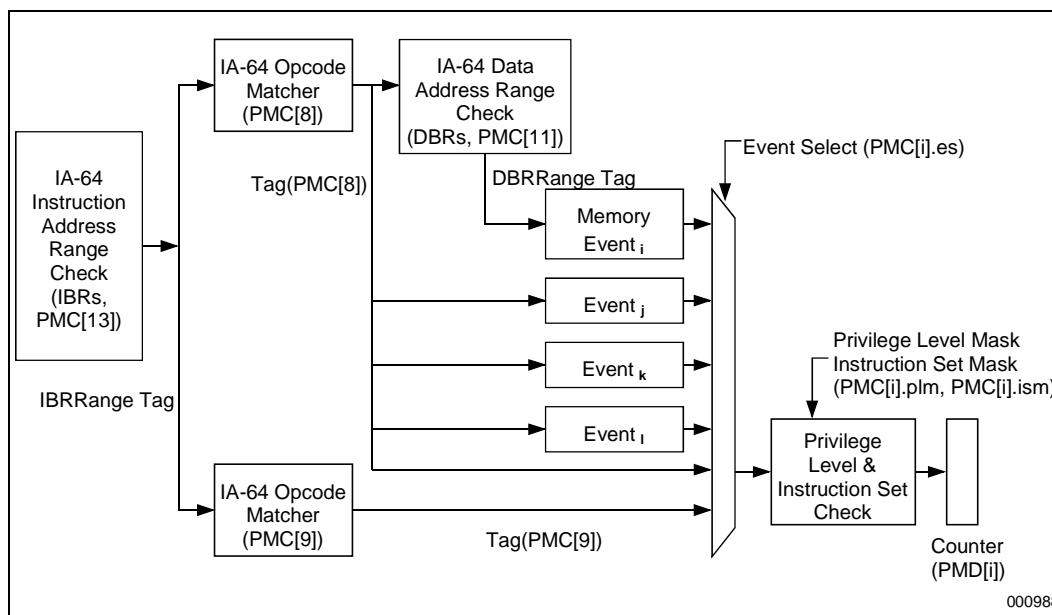 IA-64 Opcode
Matcher
(PMC[8])
IA-64 Data
Address Range
Check
(DBRs, PMC[11])
Event Select (PMC[i].es)
IA-64
Instruction
Address
Range
Check
(IBRs,
PMC[13])
Tag(PMC[8])
DBRRange Tag
Memory
Event i
Event j
Privilege Level Mask
Instruction Set Mask
(PMC[i].plm, PMC[i].ism)
Event k
IBRRange Tag
Event l
Privilege
Level &
Instruction Set
Check
IA-64 Opcode
Matcher
(PMC[9])
Tag(PMC[9])
Counter
(PMD[i])